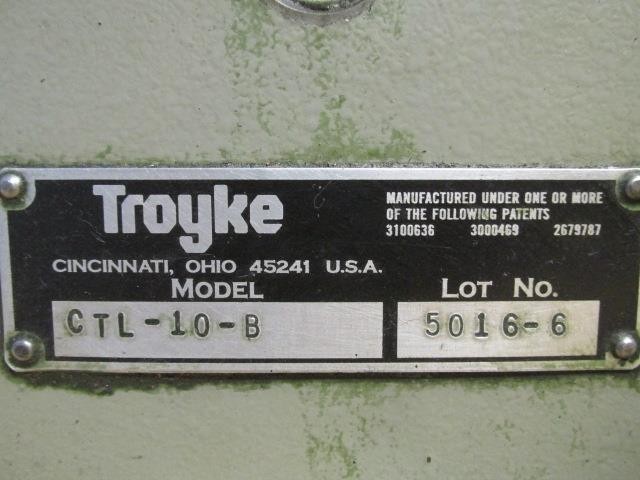 Troyke
MANUFACTURED UNDER ONE OR MORE
OF THE FOLLOWING PATENTS
3100636 3000469 2679787
CINCINNATI, OHIO 45241 U.S.A.
MODEL
CTL-10-B
LOT NO.
5016-6